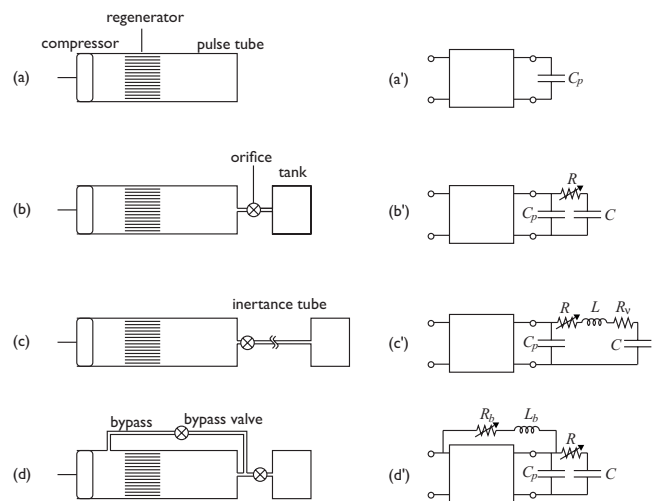 regenerator
compressor
pulse tube
(a)
(a')
C_p
orifice
tank
(b)
(b')
R
C_p
C
inertance tube
(c)
(c')
R
L
R_v
C_p
C
bypass
bypass valve
(d)
(d')
R_b
L_b
R
C_p
C